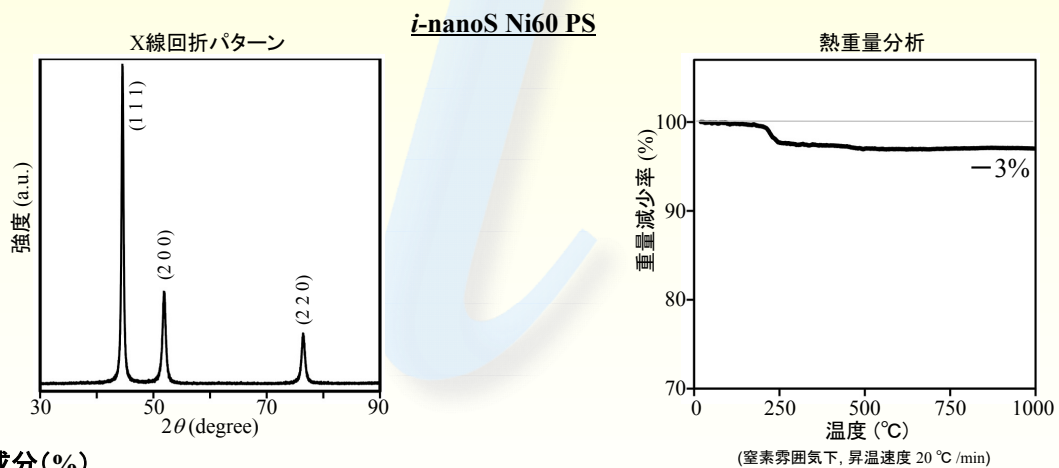 i-nanoS Ni60 PS
X線回折パターン
強度 (a.u.)
(1 1 1)
(2 0 0)
(2 2 0)
30 50 70 90
2θ (degree)
熱重量分析
重量減少率 (%)
100
90
80
70
−3%
0 250 500 750 1000
温度 (℃)
(窒素雰囲気下, 昇温速度 20 ℃ /min)
成分(%)